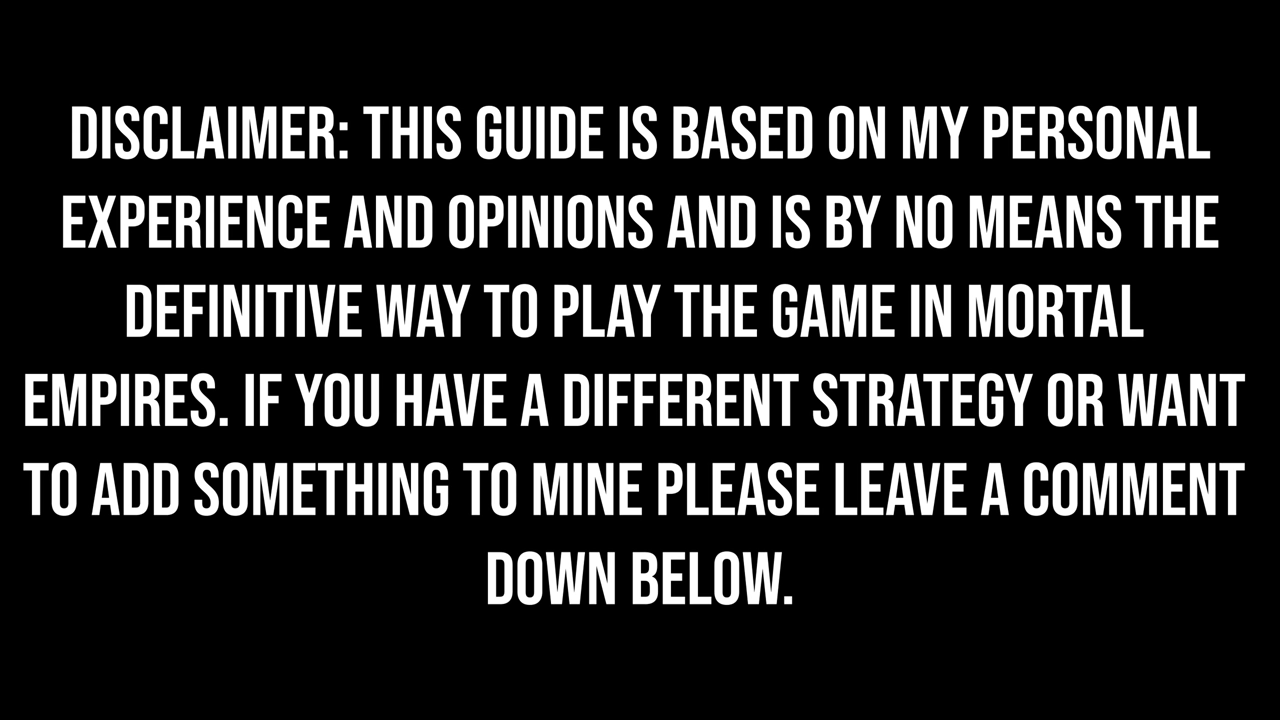 DISCLAIMER: THIS GUIDE IS BASED ON MY PERSONAL
EXPERIENCE AND OPINIONS AND IS BY NO MEANS THE
DEFINITIVE WAY TO PLAY THE GAME IN MORTAL
EMPIRES. IF YOU HAVE A DIFFERENT STRATEGY OR WANT
TO ADD SOMETHING TO MINE PLEASE LEAVE A COMMENT
DOWN BELOW.